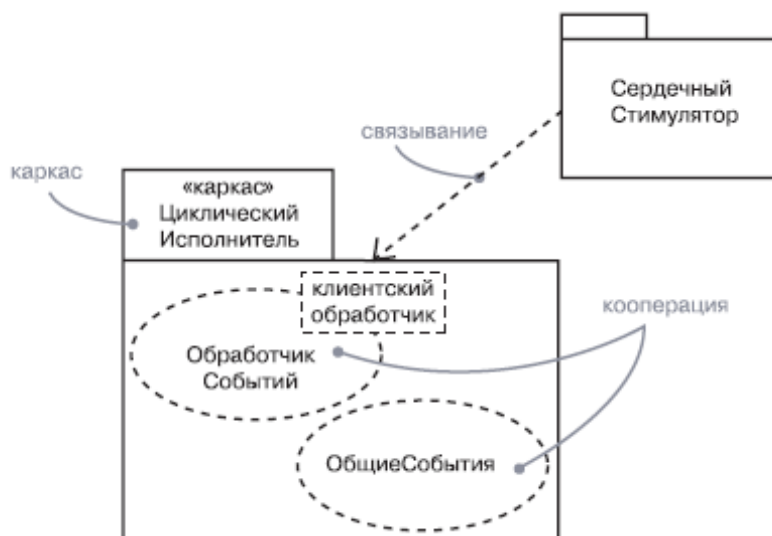 Сердечный
Стимулятор
связывание
каркас
«каркас»
Циклический
Исполнитель
клиентский
обработчик
кооперация
Обработчик
Событий
ОбщиеСобытия